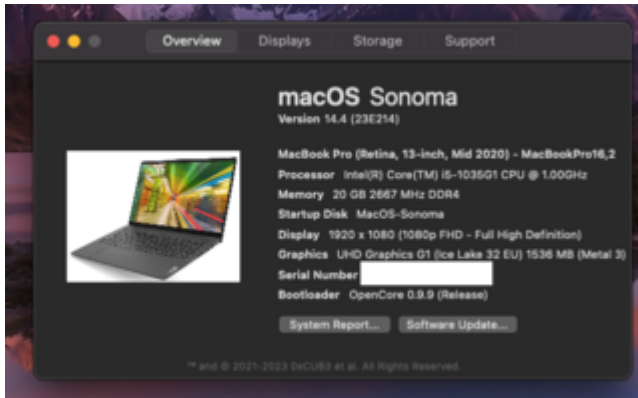 Overview Displays Storage Support
macOS Sonoma
Version 14.4 (23E214)
MacBook Pro (Retina, 13-inch, Mid 2020) - MacBookPro16,2
Processor Intel(R) Core(TM) i5-1035G1 CPU @ 1.00GHz
Memory 20 GB 2667 MHz DDR4
Startup Disk MacOS-Sonoma
Display 1920 x 1080 (1080p FHD - Full High Definition)
Graphics UHD Graphics G1 (Ice Lake 32 EU) 1536 MB (Metal 3)
Serial Number
Bootloader OpenCore 0.9.9 (Release)
System Report... Software Update...
™ and © 2021-2023 0xCUB3 et al. All Rights Reserved.